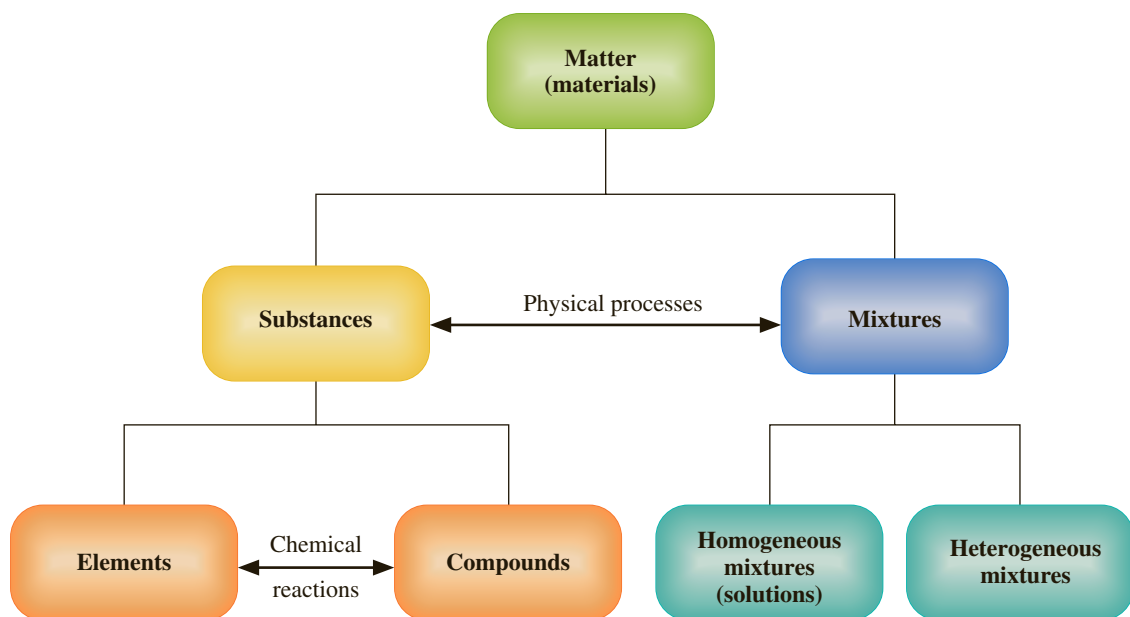 Matter
(materials)
Substances
Physical processes
Mixtures
Elements
Chemical
reactions
Compounds
Homogeneous
mixtures
(solutions)
Heterogeneous
mixtures